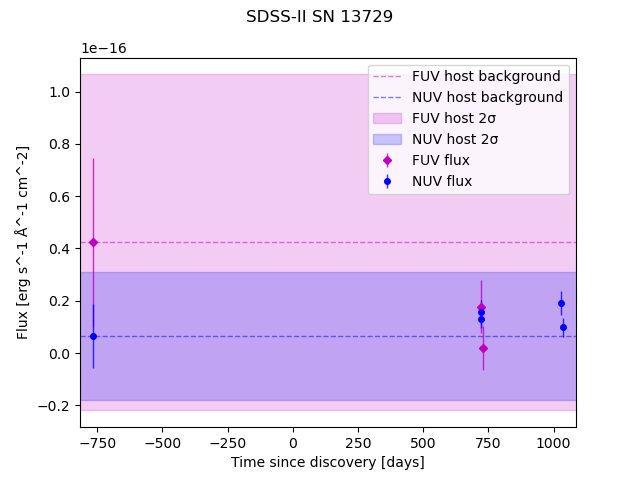 SDSS-II SN 13729
1e−16
FUV host background
NUV host background
FUV host 2σ
NUV host 2σ
FUV flux
NUV flux
1.0
0.8
0.6
0.4
0.2
0.0
−0.2
Flux [erg s^-1 Å^-1 cm^-2]
−750 −500 −250 0 250 500 750 1000
Time since discovery [days]